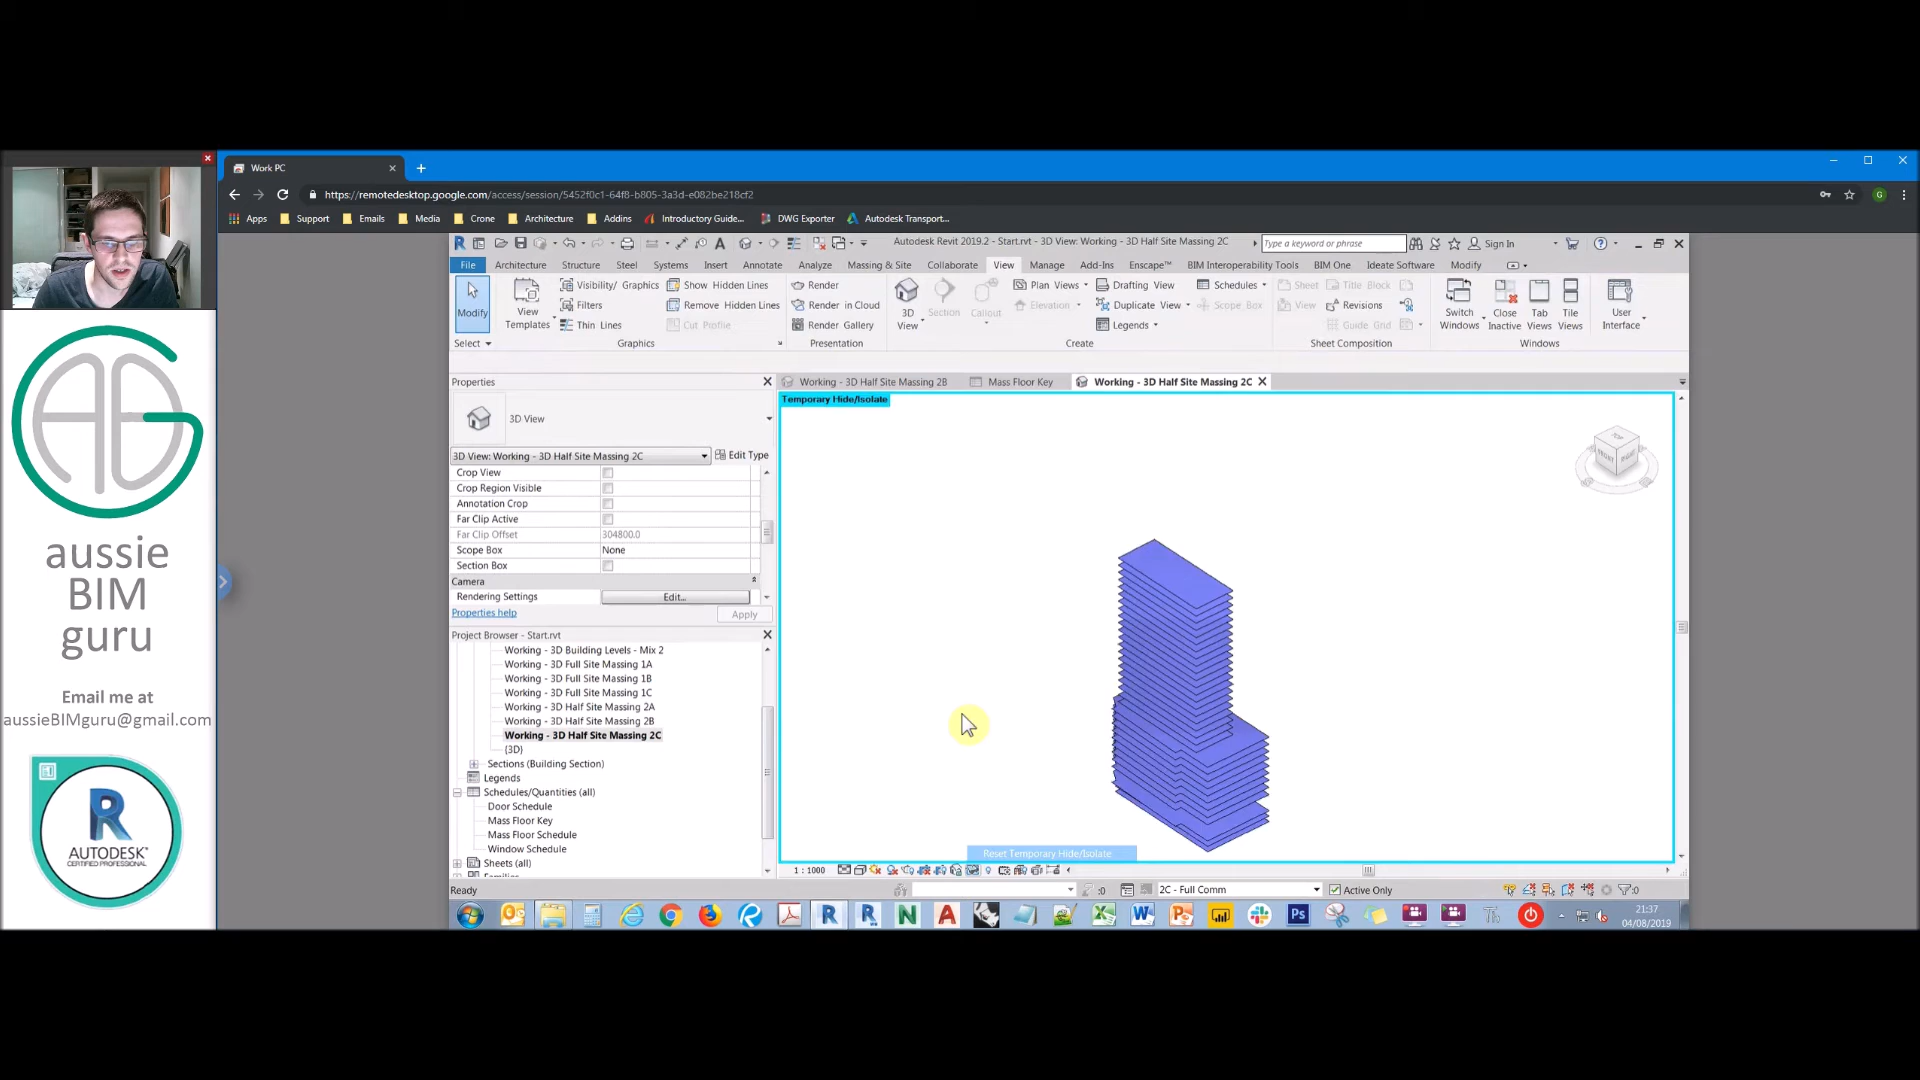 Work PC
https://remotedesktop.google.com/access/session/5452f0c1-64f8-b805-3a3d-e082be218cf2
Apps Support Emails Media Crone Architecture Addins Introductory Guide... DWG Exporter Autodesk Transport...
Autodesk Revit 2019.2 - Start.rvt - 3D View: Working - 3D Half Site Massing 2C
Type a keyword or phrase
Sign In
File Architecture Structure Steel Systems Insert Annotate Analyze Massing & Site Collaborate View Manage Add-Ins Enscape™ BIM Interoperability Tools BIM One Ideate Software Modify
Modify
View Templates
Visibility/ Graphics
Filters
Thin Lines
Show Hidden Lines
Remove Hidden Lines
Cut Profile
Render
Render in Cloud
Render Gallery
3D View
Section
Callout
Plan Views
Elevation
Drafting View
Duplicate View
Legends
Schedules
Scope Box
Sheet
View
Title Block
Revisions
Guide Grid
Switch Windows
Close Inactive
Tab Views
Tile Views
User Interface
Select Graphics Presentation Create Sheet Composition Windows
Properties
Working - 3D Half Site Massing 2B
Mass Floor Key
Working - 3D Half Site Massing 2C
Temporary Hide/Isolate
3D View
3D View: Working - 3D Half Site Massing 2C
Edit Type
Crop View
Crop Region Visible
Annotation Crop
Far Clip Active
Far Clip Offset 304800.0
Scope Box None
Section Box
Camera
Rendering Settings Edit...
Properties help
Apply
Project Browser - Start.rvt
Working - 3D Building Levels - Mix 2
Working - 3D Full Site Massing 1A
Working - 3D Full Site Massing 1B
Working - 3D Full Site Massing 1C
Working - 3D Half Site Massing 2A
Working - 3D Half Site Massing 2B
Working - 3D Half Site Massing 2C
{3D}
Sections (Building Section)
Legends
Schedules/Quantities (all)
Door Schedule
Mass Floor Key
Mass Floor Schedule
Window Schedule
Sheets (all)
TOP
FRONT
RIGHT
Reset Temporary Hide/Isolate
1 : 1000
Ready
:0
2C - Full Comm
Active Only
:0
21:37
04/08/2019
aussie
BIM
guru
Email me at
aussieBIMguru@gmail.com
R
AUTODESK®
CERTIFIED PROFESSIONAL